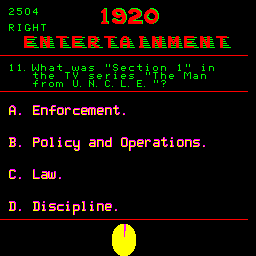 2504
1920
RIGHT
ENTERTAINMENT
11. What was "Section 1" in
the TV series "The Man
from U.N.C.L.E."?
A. Enforcement.
B. Policy and Operations.
C. Law.
D. Discipline.